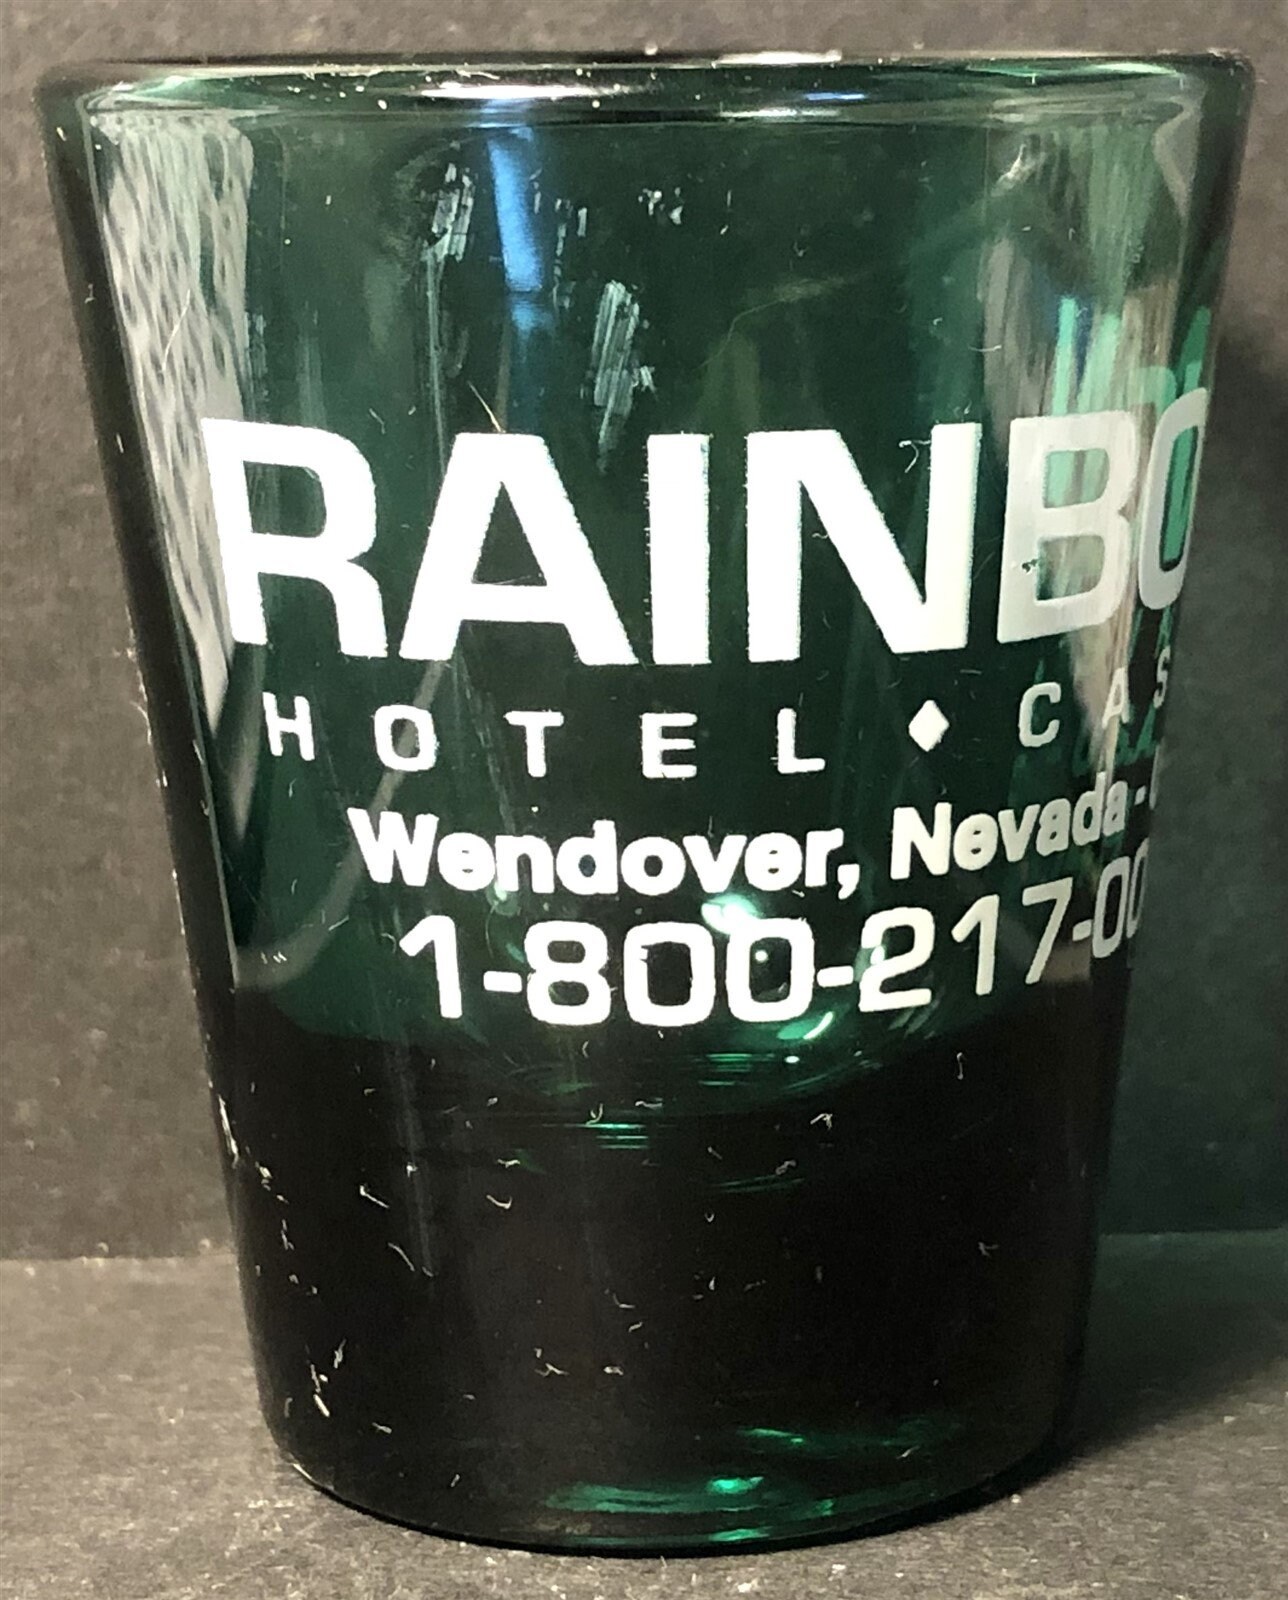 RAINBO
HOTEL ◆ CAS
Wendover, Nevada-
1-800-217-00